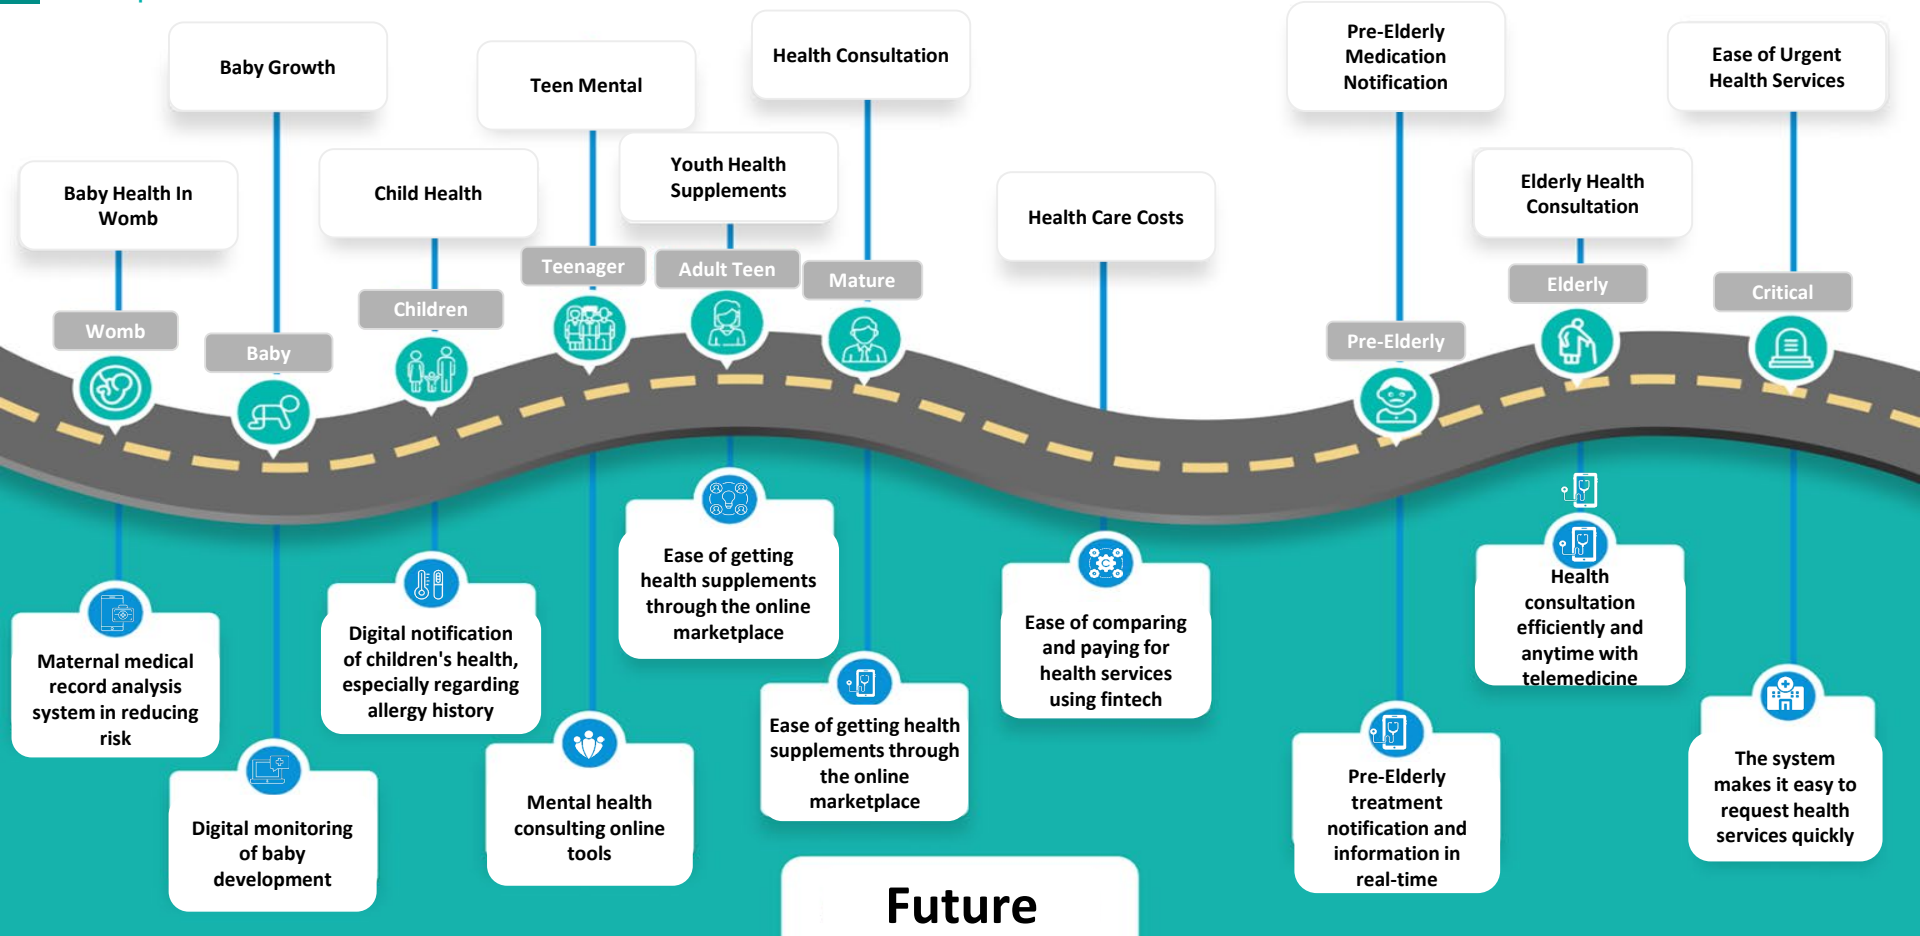 Baby Health In
Womb
Baby Growth
Child Health
Teen Mental
Youth Health
Supplements
Health Consultation
Health Care Costs
Pre-Elderly
Medication
Notification
Elderly Health
Consultation
Ease of Urgent
Health Services
Womb
Baby
Children
Teenager
Adult Teen
Mature
Pre-Elderly
Elderly
Critical
Maternal medical
record analysis
system in reducing
risk
Digital monitoring
of baby
development
Digital notification
of children's health,
especially regarding
allergy history
Mental health
consulting online
tools
Ease of getting
health supplements
through the online
marketplace
Ease of getting health
supplements through
the online
marketplace
Ease of comparing
and paying for
health services
using fintech
Pre-Elderly
treatment
notification and
information in
real-time
Health
consultation
efficiently and
anytime with
telemedicine
The system
makes it easy to
request health
services quickly
Future